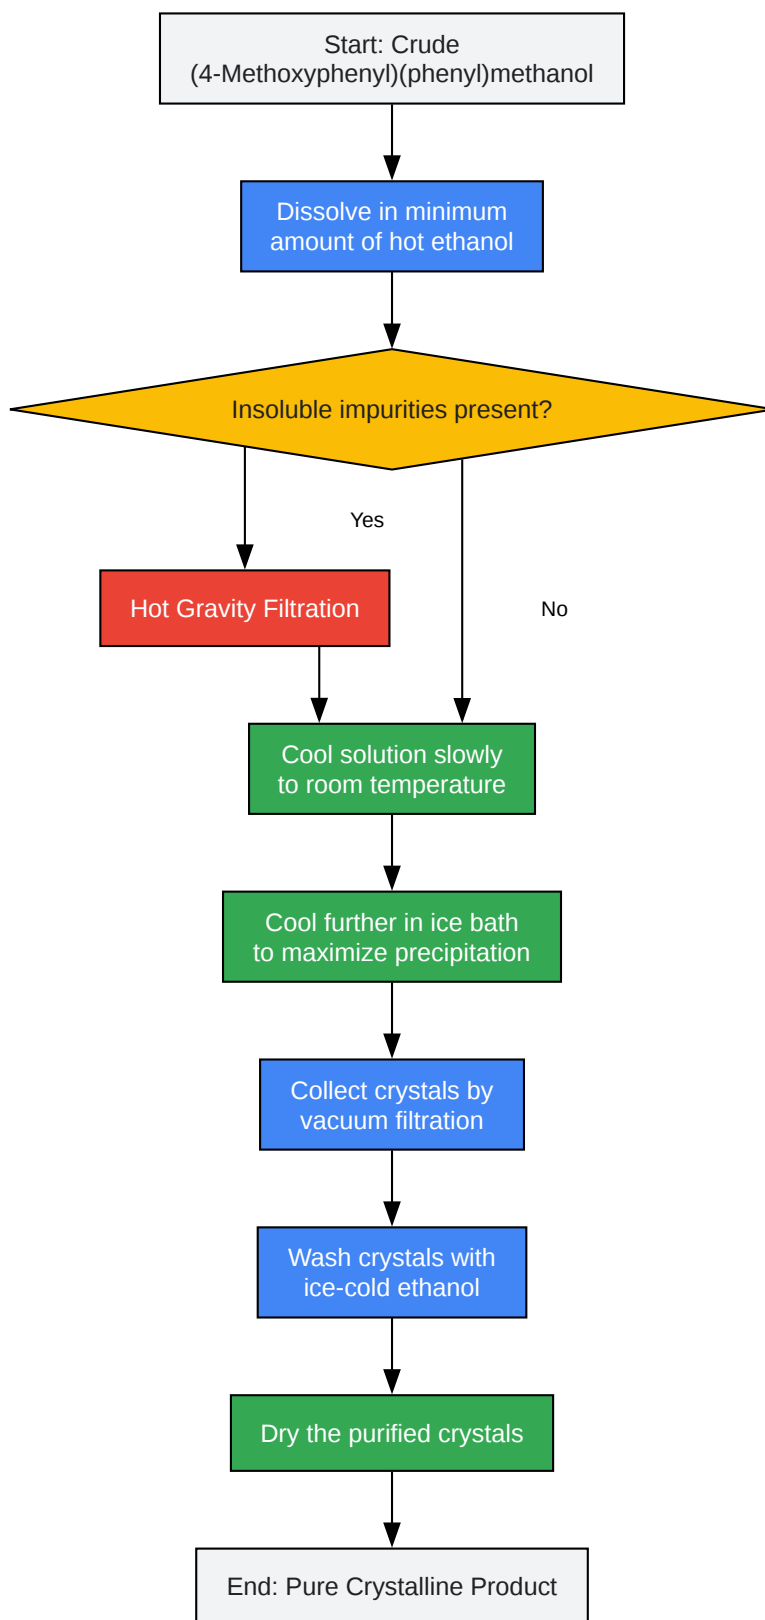 Start: Crude
(4-Methoxyphenyl)(phenyl)methanol
Dissolve in minimum
amount of hot ethanol
Insoluble impurities present?
Yes
Hot Gravity Filtration
No
Cool solution slowly
to room temperature
Cool further in ice bath
to maximize precipitation
Collect crystals by
vacuum filtration
Wash crystals with
ice-cold ethanol
Dry the purified crystals
End: Pure Crystalline Product